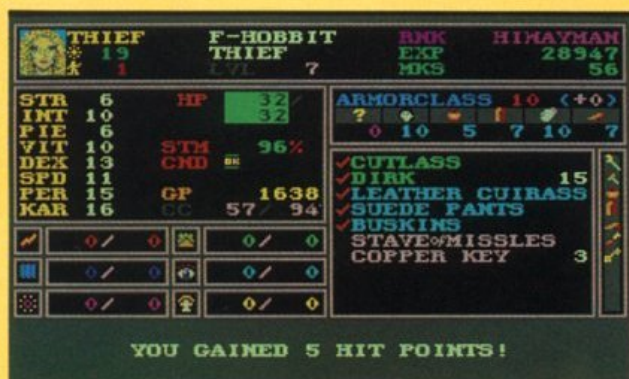 THIEF F-HOBBIT RNK HIWAYMAN
19 THIEF EXP 28947
1 LVL 7 MKS 56
STR 6 HP 32/
INT 10 32
PIE 6
VIT 10 STM 96%
DEX 13 CND OK
SPD 11
PER 15 GP 1638
KAR 16 CC 57/ 94
ARMORCLASS 10 (+0)
?
0 10 5 7 10 7
CUTLASS
DIRK 15
LEATHER CUIRASS
SUEDE PANTS
BUSKINS
STAVE OF MISSLES
COPPER KEY 3
0/ 0 0/ 0
0/ 0 0/ 0
0/ 0 0/ 0
YOU GAINED 5 HIT POINTS!